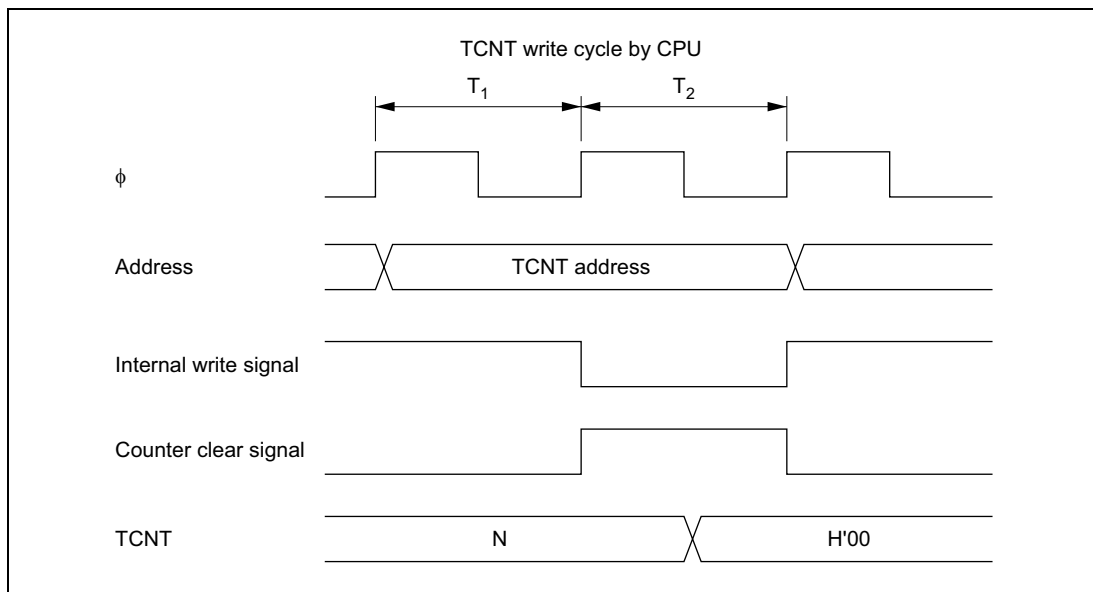 TCNT write cycle by CPU
T1 T2
ϕ
Address TCNT address
Internal write signal
Counter clear signal
TCNT N H'00